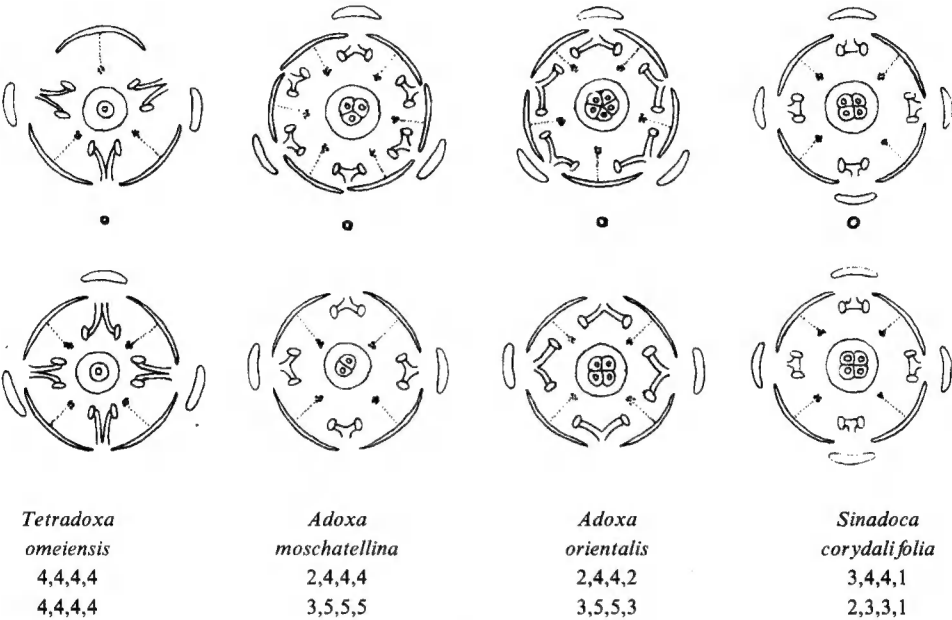 Tetradoxa Adoxa Adoxa Sinadoca
omeiensis moschatellina orientalis corydalifolia
4,4,4,4 2,4,4,4 2,4,4,2 3,4,4,1
4,4,4,4 3,5,5,5 3,5,5,3 2,3,3,1